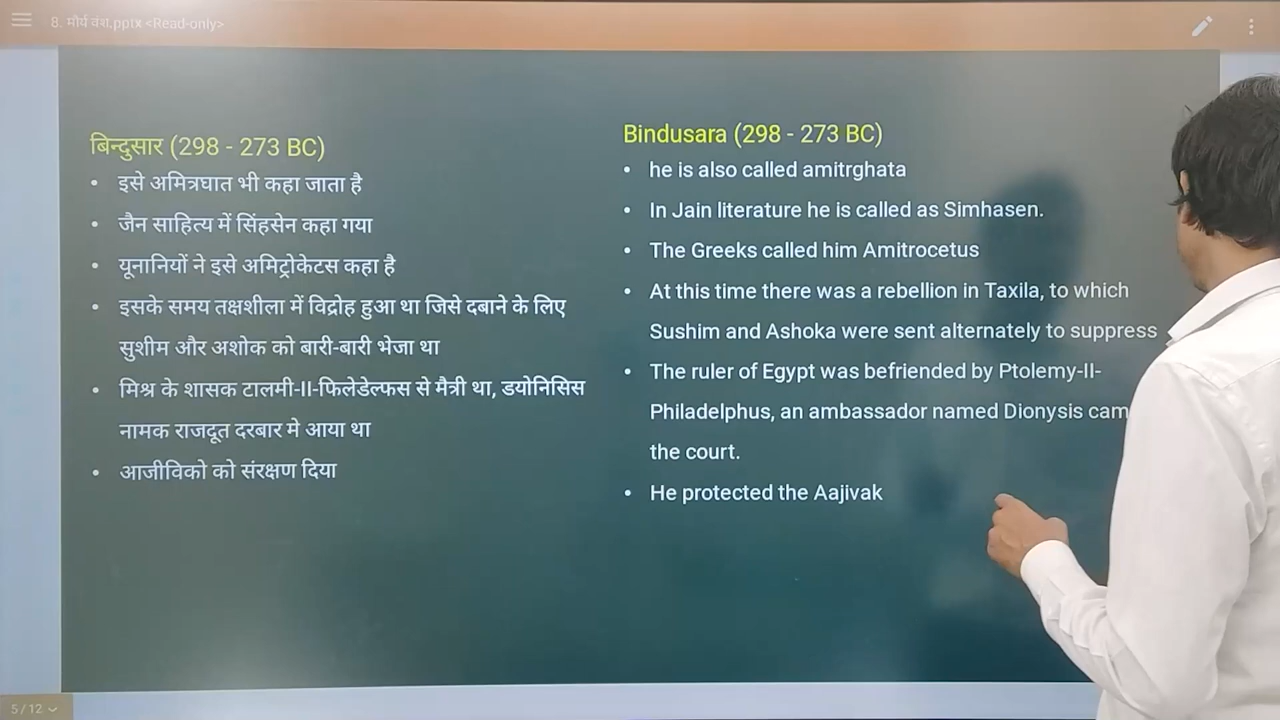 8. मौर्य वंश.pptx <Read-only>
बिन्दुसार (298 - 273 BC)
• इसे अमित्रघात भी कहा जाता है
• जैन साहित्य में सिंहसेन कहा गया
• यूनानियों ने इसे अमिट्रोकेटस कहा है
• इसके समय तक्षशीला में विद्रोह हुआ था जिसे दबाने के लिए
सुशीम और अशोक को बारी-बारी भेजा था
• मिश्र के शासक टालमी-II-फिलेडेल्फस से मैत्री था, डयोनिसिस
नामक राजदूत दरबार मे आया था
• आजीविको को संरक्षण दिया
Bindusara (298 - 273 BC)
• he is also called amitrghata
• In Jain literature he is called as Simhasen.
• The Greeks called him Amitrocetus
• At this time there was a rebellion in Taxila, to which
Sushim and Ashoka were sent alternately to suppress
• The ruler of Egypt was befriended by Ptolemy-II-
Philadelphus, an ambassador named Dionysis cam
the court.
• He protected the Aajivak
5 / 12